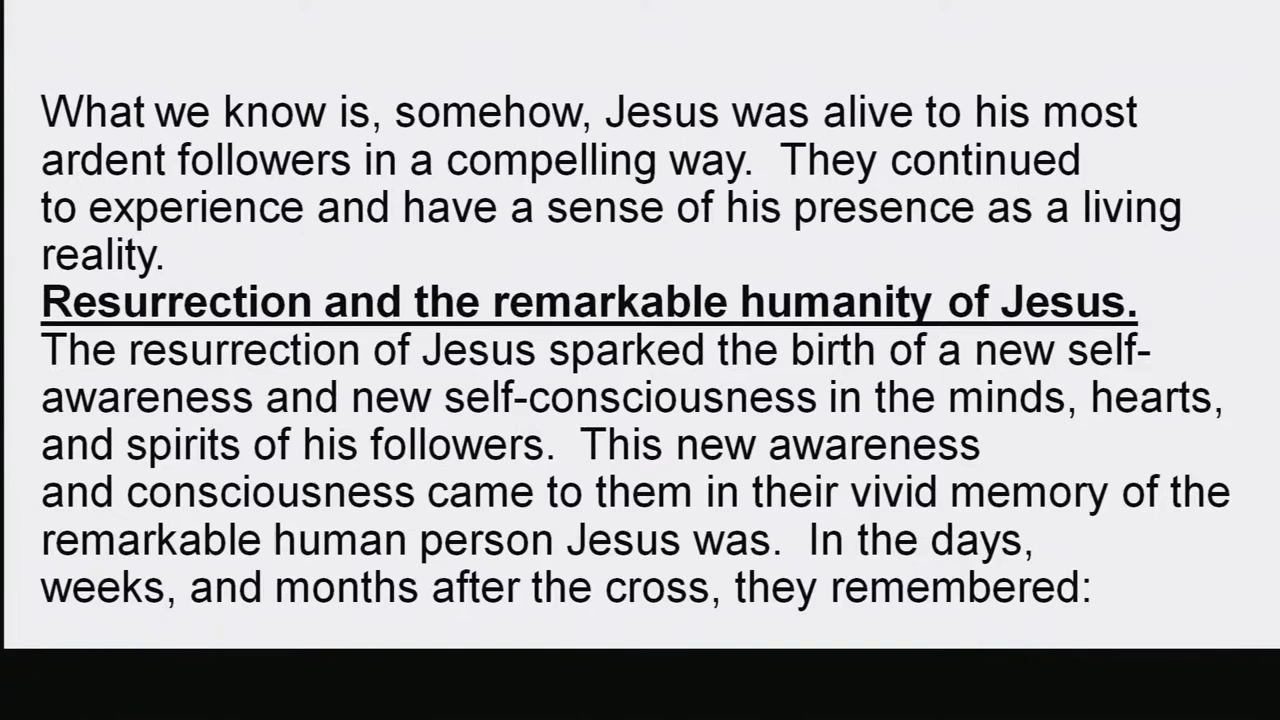 What we know is, somehow, Jesus was alive to his most
ardent followers in a compelling way.  They continued
to experience and have a sense of his presence as a living
reality.
Resurrection and the remarkable humanity of Jesus.
The resurrection of Jesus sparked the birth of a new self-
awareness and new self-consciousness in the minds, hearts,
and spirits of his followers.  This new awareness
and consciousness came to them in their vivid memory of the
remarkable human person Jesus was.  In the days,
weeks, and months after the cross, they remembered: